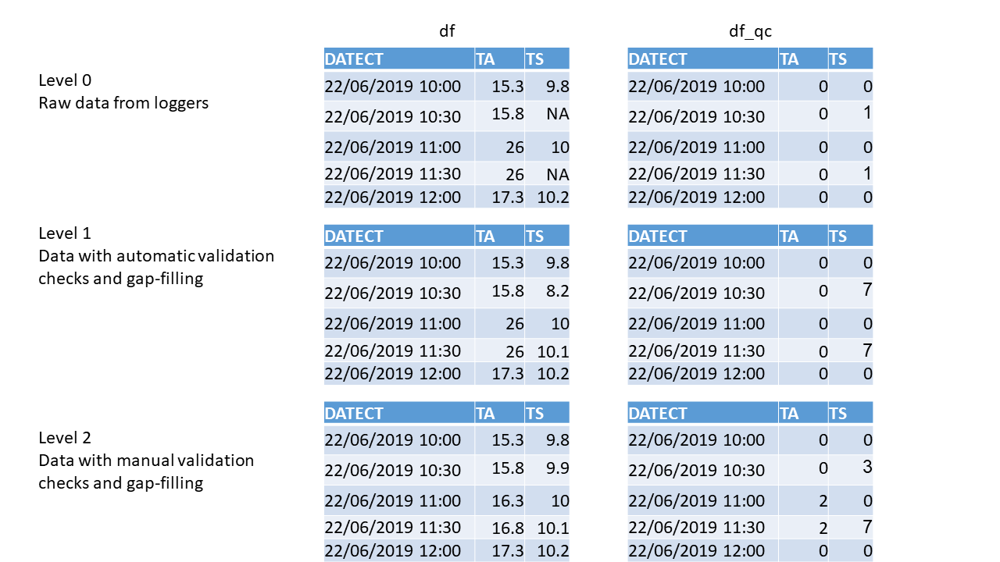 df df_qc
Level 0
Raw data from loggers
DATECT TA TS DATECT TA TS
22/06/2019 10:00 15.3 9.8 22/06/2019 10:00 0 0
22/06/2019 10:30 15.8 NA 22/06/2019 10:30 0 1
22/06/2019 11:00 26 10 22/06/2019 11:00 0 0
22/06/2019 11:30 26 NA 22/06/2019 11:30 0 1
22/06/2019 12:00 17.3 10.2 22/06/2019 12:00 0 0
Level 1
Data with automatic validation
checks and gap-filling
DATECT TA TS DATECT TA TS
22/06/2019 10:00 15.3 9.8 22/06/2019 10:00 0 0
22/06/2019 10:30 15.8 8.2 22/06/2019 10:30 0 7
22/06/2019 11:00 26 10 22/06/2019 11:00 0 0
22/06/2019 11:30 26 10.1 22/06/2019 11:30 0 7
22/06/2019 12:00 17.3 10.2 22/06/2019 12:00 0 0
Level 2
Data with manual validation
checks and gap-filling
DATECT TA TS DATECT TA TS
22/06/2019 10:00 15.3 9.8 22/06/2019 10:00 0 0
22/06/2019 10:30 15.8 9.9 22/06/2019 10:30 0 3
22/06/2019 11:00 16.3 10 22/06/2019 11:00 2 0
22/06/2019 11:30 16.8 10.1 22/06/2019 11:30 2 7
22/06/2019 12:00 17.3 10.2 22/06/2019 12:00 0 0